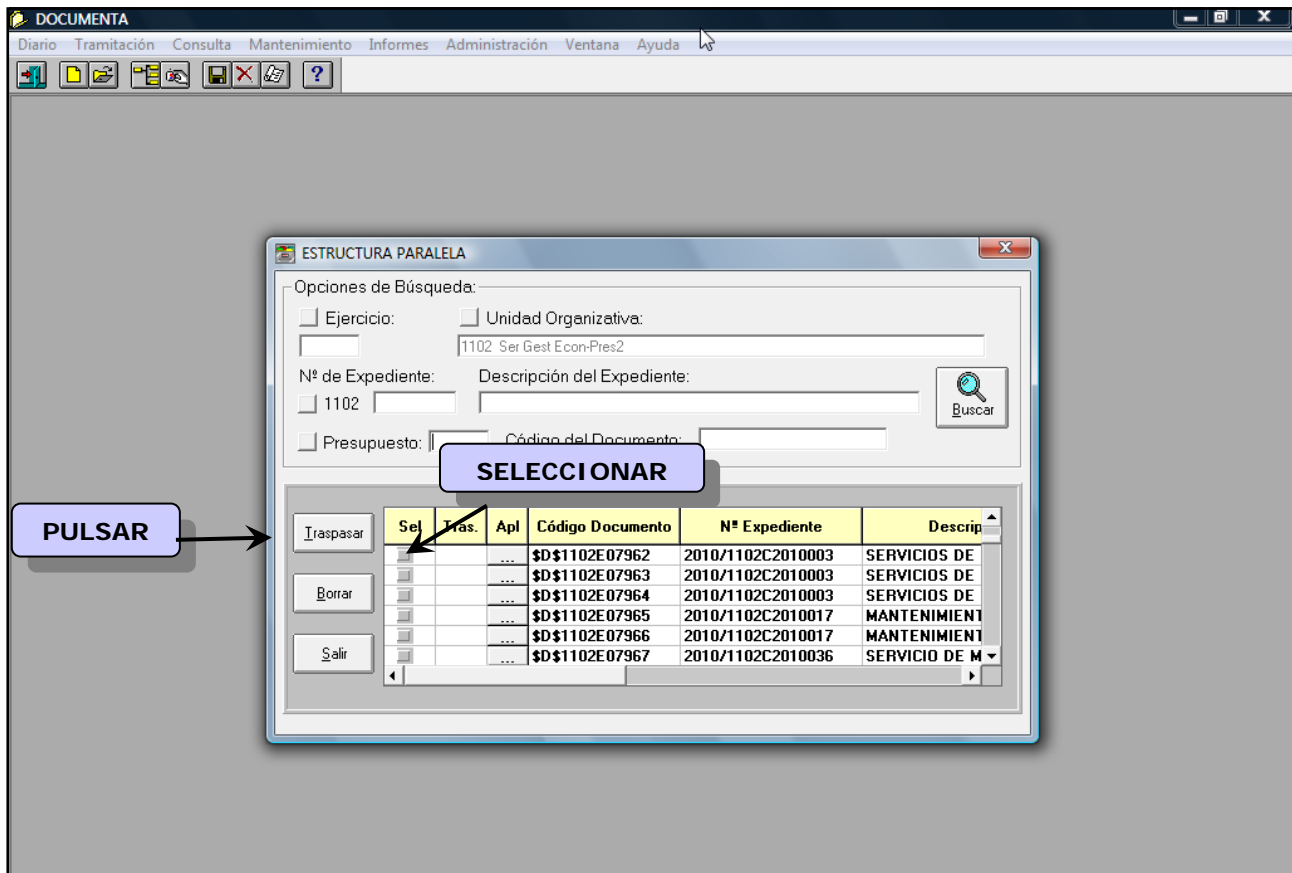 DOCUMENTA
Diario Tramitación Consulta Mantenimiento Informes Administración Ventana Ayuda
ESTRUCTURA PARALELA
Opciones de Búsqueda:
Ejercicio: Unidad Organizativa:
1102 Ser Gest Econ-Pres2
Nº de Expediente: Descripción del Expediente:
1102
Buscar
Presupuesto: Código del Documento:
SELECCIONAR
PULSAR
Traspasar
Borrar
Salir
Sel Tras. Apl Código Documento Nº Expediente Descrip
... $D$1102E07962 2010/1102C2010003 SERVICIOS DE
... $D$1102E07963 2010/1102C2010003 SERVICIOS DE
... $D$1102E07964 2010/1102C2010003 SERVICIOS DE
... $D$1102E07965 2010/1102C2010017 MANTENIMIENT
... $D$1102E07966 2010/1102C2010017 MANTENIMIENT
... $D$1102E07967 2010/1102C2010036 SERVICIO DE M